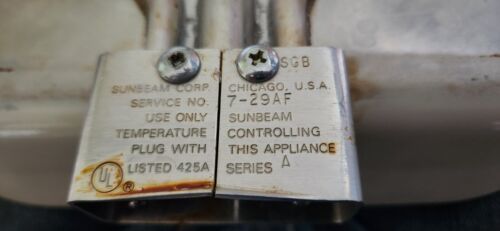 SGB
SUNBEAM CORP. CHICAGO, U.S.A.
SERVICE NO. 7-29AF
USE ONLY SUNBEAM
TEMPERATURE CONTROLLING
PLUG WITH THIS APPLIANCE
UL ® LISTED 425A SERIES A